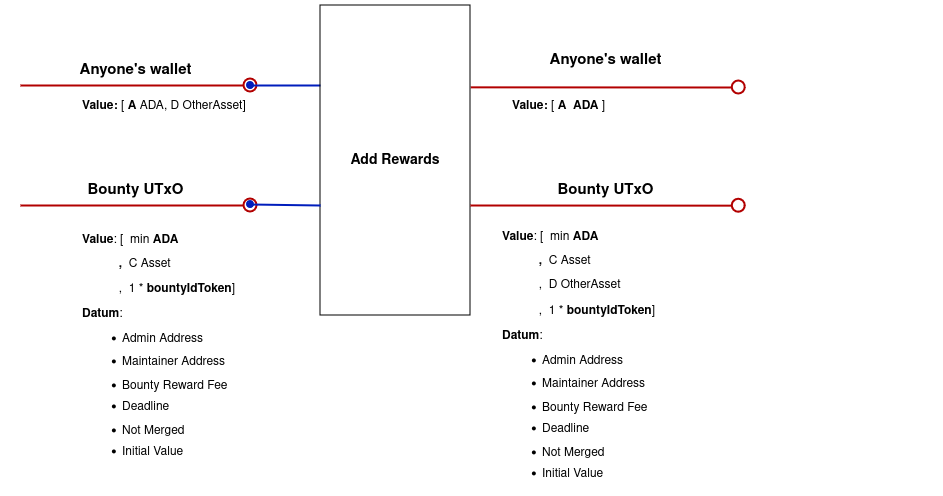 Anyone's wallet
Value: [ A ADA, D OtherAsset]
Bounty UTxO
Value: [ min ADA
, C Asset
, 1 * bountyIdToken]
Datum:
• Admin Address
• Maintainer Address
• Bounty Reward Fee
• Deadline
• Not Merged
• Initial Value
Add Rewards
Anyone's wallet
Value: [ A ADA ]
Bounty UTxO
Value: [ min ADA
, C Asset
, D OtherAsset
, 1 * bountyIdToken]
Datum:
• Admin Address
• Maintainer Address
• Bounty Reward Fee
• Deadline
• Not Merged
• Initial Value